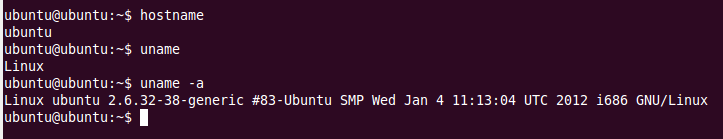 ubuntu@ubuntu:~$ hostname
ubuntu
ubuntu@ubuntu:~$ uname
Linux
ubuntu@ubuntu:~$ uname -a
Linux ubuntu 2.6.32-38-generic #83-Ubuntu SMP Wed Jan 4 11:13:04 UTC 2012 i686 GNU/Linux
ubuntu@ubuntu:~$